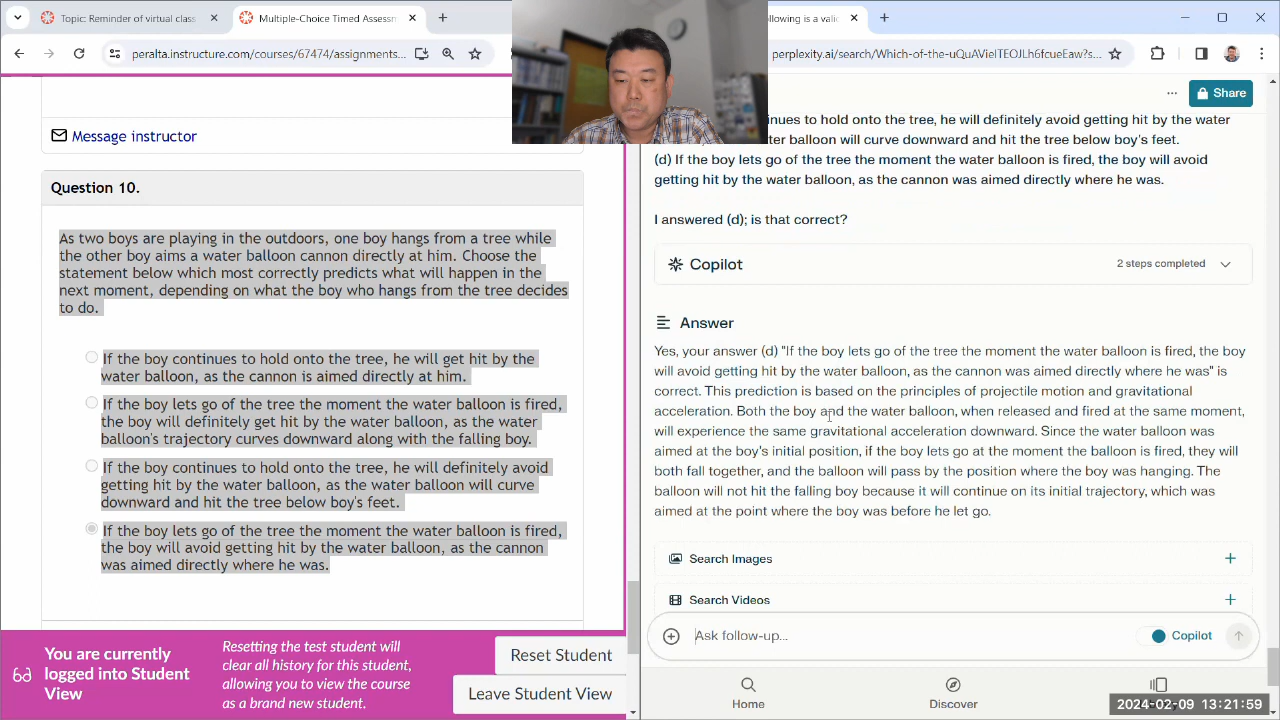 Topic Reminder of virtual class
Multiple-Choice Timed Assessm
ollowing is a valid
peralta.instructure.com/courses/67474/assignments...
perplexity.ai/search/Which-of-the-uQuAVielTEOJLh6fcueEaw?s...
Message instructor
Question 10.
As two boys are playing in the outdoors, one boy hangs from a tree while
the other boy aims a water balloon cannon directly at him. Choose the
statement below which most correctly predicts what will happen in the
next moment, depending on what the boy who hangs from the tree decides
to do.
If the boy continues to hold onto the tree, he will get hit by the
water balloon, as the cannon is aimed directly at him.
If the boy lets go of the tree the moment the water balloon is fired,
the boy will definitely get hit by the water balloon, as the water
balloon's trajectory curves downward along with the falling boy.
If the boy continues to hold onto the tree, he will definitely avoid
getting hit by the water balloon, as the water balloon will curve
downward and hit the tree below boy's feet.
If the boy lets go of the tree the moment the water balloon is fired,
the boy will avoid getting hit by the water balloon, as the cannon
was aimed directly where he was.
You are currently
logged into Student
View
Resetting the test student will
clear all history for this student,
allowing you to view the course
as a brand new student.
Reset Student
Leave Student View
Share
nues to hold onto the tree, he will definitely avoid getting hit by the water
ter balloon will curve downward and hit the tree below boy's feet.
(d) If the boy lets go of the tree the moment the water balloon is fired, the boy will avoid
getting hit by the water balloon, as the cannon was aimed directly where he was.
I answered (d); is that correct?
Copilot
2 steps completed
Answer
Yes, your answer (d) "If the boy lets go of the tree the moment the water balloon is fired, the boy
will avoid getting hit by the water balloon, as the cannon was aimed directly where he was" is
correct. This prediction is based on the principles of projectile motion and gravitational
acceleration. Both the boy and the water balloon, when released and fired at the same moment,
will experience the same gravitational acceleration downward. Since the water balloon was
aimed at the boy's initial position, if the boy lets go at the moment the balloon is fired, they will
both fall together, and the balloon will pass by the position where the boy was hanging. The
balloon will not hit the falling boy because it will continue on its initial trajectory, which was
aimed at the point where the boy was before he let go.
Search Images
Search Videos
Ask follow-up...
Copilot
Home
Discover
2024-02-09 13:21:59